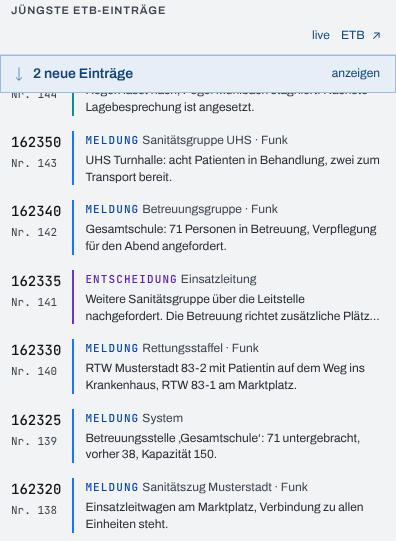 JÜNGSTE ETB-EINTRÄGE
live ETB ↗
↓ 2 neue Einträge anzeigen
Nr. 144
Lagebesprechung ist angesetzt.
162350 MELDUNG Sanitätsgruppe UHS · Funk
Nr. 143 UHS Turnhalle: acht Patienten in Behandlung, zwei zum
Transport bereit.
162340 MELDUNG Betreuungsgruppe · Funk
Nr. 142 Gesamtschule: 71 Personen in Betreuung, Verpflegung
für den Abend angefordert.
162335 ENTSCHEIDUNG Einsatzleitung
Nr. 141 Weitere Sanitätsgruppe über die Leitstelle
nachgefordert. Die Betreuung richtet zusätzliche Plätz…
162330 MELDUNG Rettungsstaffel · Funk
Nr. 140 RTW Musterstadt 83-2 mit Patientin auf dem Weg ins
Krankenhaus, RTW 83-1 am Marktplatz.
162325 MELDUNG System
Nr. 139 Betreuungsstelle ‚Gesamtschule‘: 71 untergebracht,
vorher 38, Kapazität 150.
162320 MELDUNG Sanitätszug Musterstadt · Funk
Nr. 138 Einsatzleitwagen am Marktplatz, Verbindung zu allen
Einheiten steht.